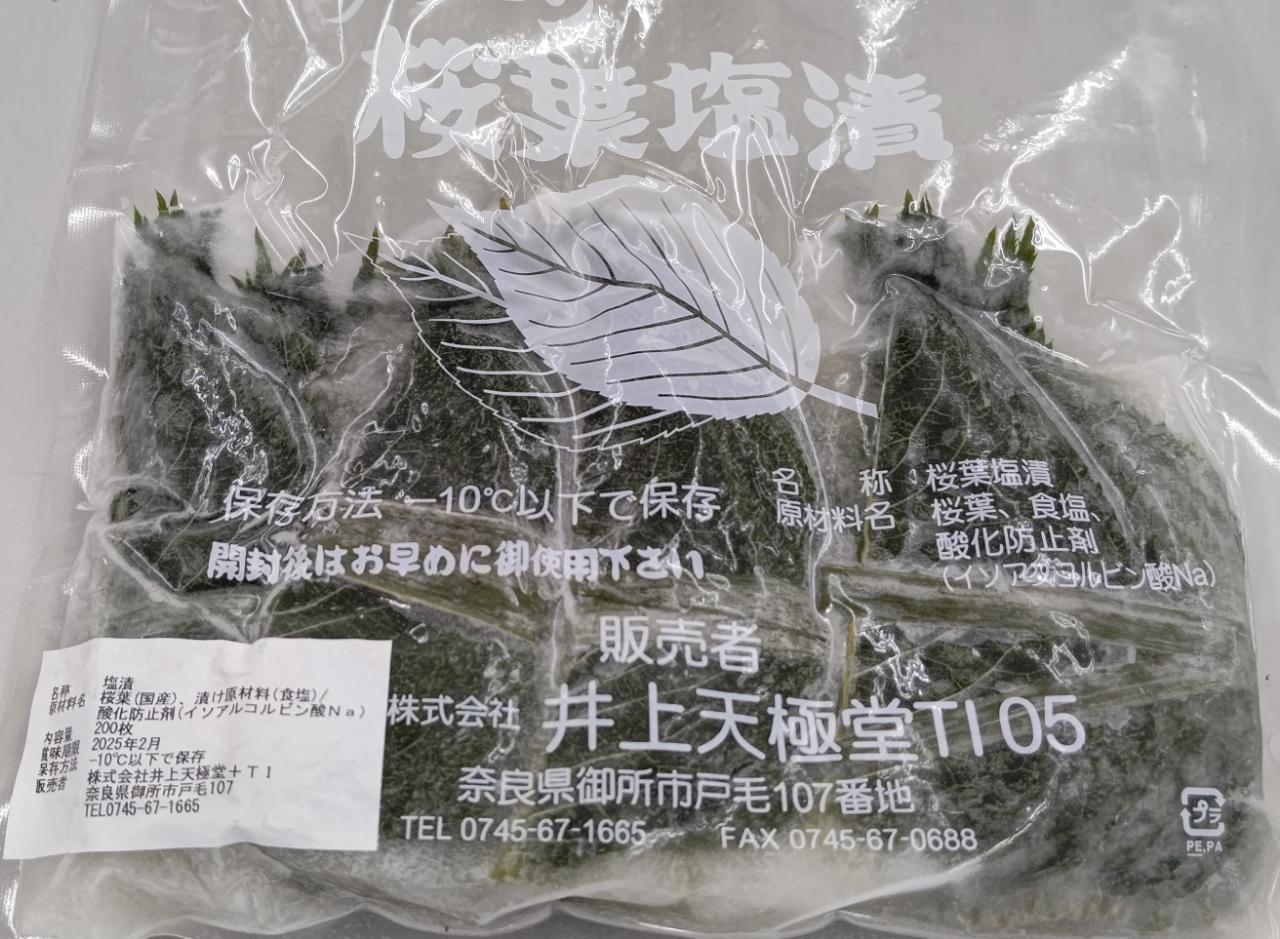 桜葉塩漬
保存方法 −10℃以下で保存
開封後はお早めに御使用下さい
名 称 桜葉塩漬
原材料名 桜葉、食塩、
酸化防止剤
(イソアスコルビン酸Na)
販売者
株式会社 井上天極堂TI05
奈良県御所市戸毛107番地
TEL 0745-67-1665 FAX 0745-67-0688
名称 塩漬
原材料名 桜葉(国産)、漬け原材料(食塩)/
酸化防止剤(イソアルコルビン酸Na)
内容量 200枚
賞味期限 2025年2月
保存方法 -10℃以下で保存
販売者 株式会社井上天極堂+TI
奈良県御所市戸毛107
TEL0745-67-1665
プラ
PE,PA